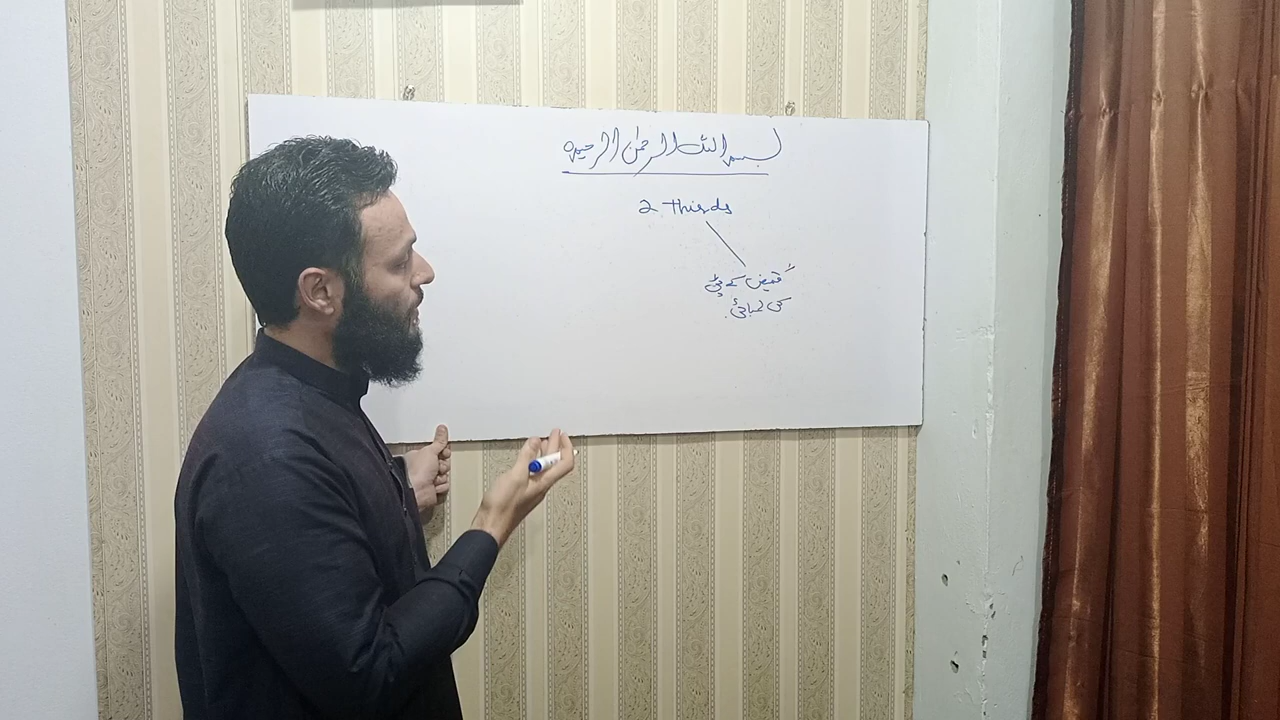 بسم اللہ الرحمٰن الرحیم
2 Thirds
قمیض کے پٹی
کی لمبائی